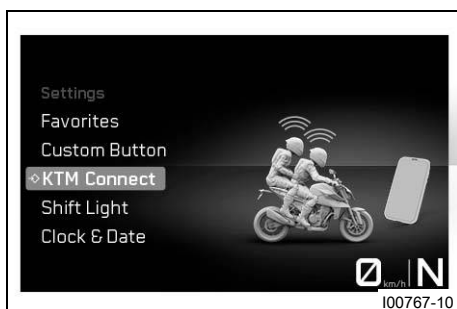 Settings
Favorites
Custom Button
KTM Connect
Shift Light
Clock & Date
0 km/h N
I00767-10